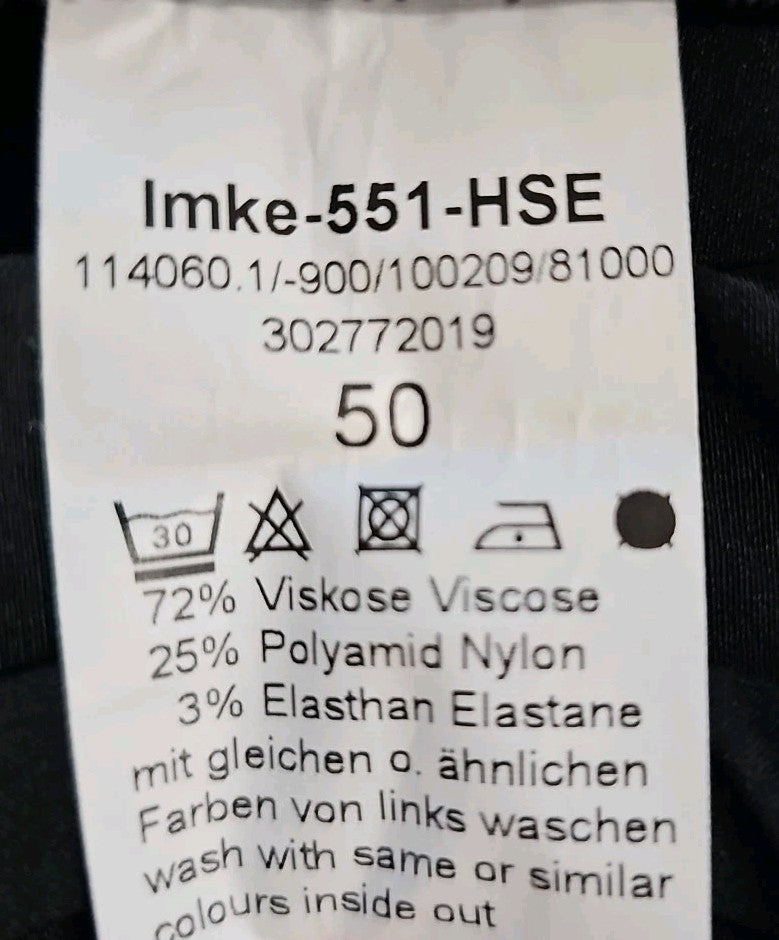 Imke-551-HSE
114060.1/-900/100209/81000
302772019
50
30
72% Viskose Viscose
25% Polyamid Nylon
3% Elasthan Elastane
mit gleichen o. ähnlichen
Farben von links waschen
wash with same or similar
colours inside out